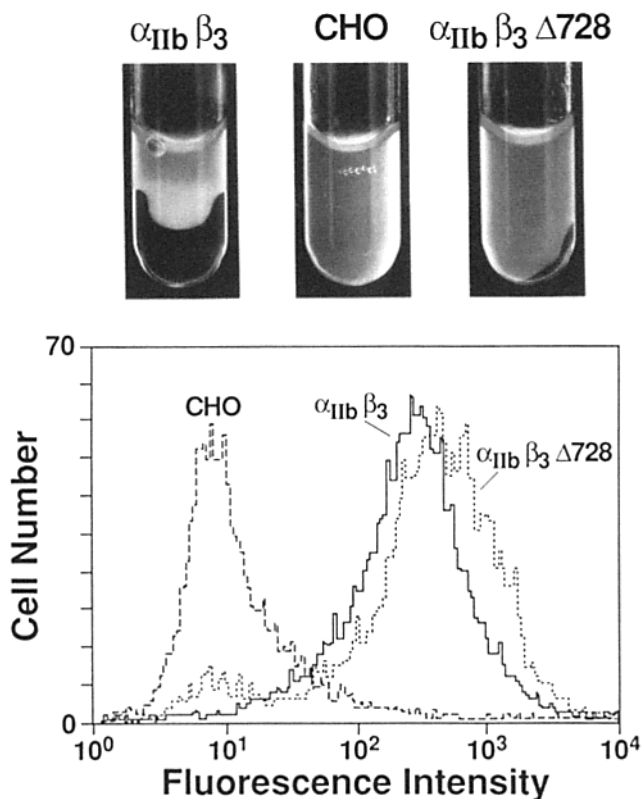 αIIb β3 CHO αIIb β3 Δ728
70
CHO
αIIb β3
αIIb β3 Δ728
Cell Number
0
10⁰ 10¹ 10² 10³ 10⁴
Fluorescence Intensity